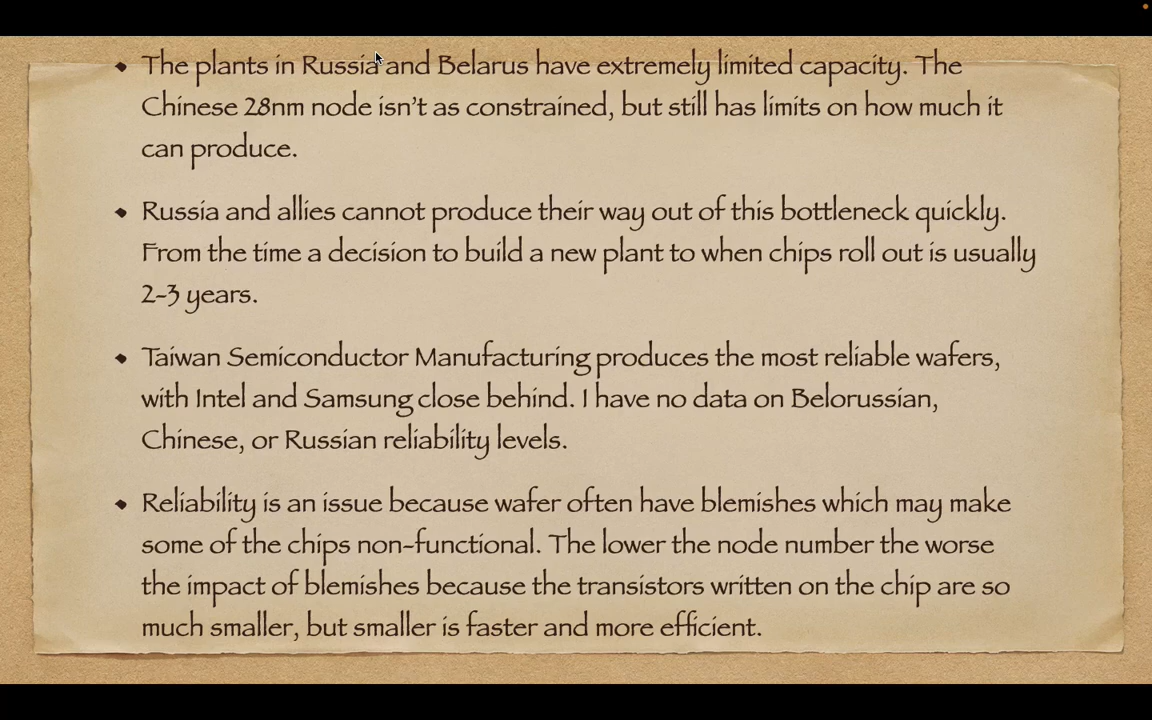 • The plants in Russia and Belarus have extremely limited capacity. The
Chinese 28nm node isn't as constrained, but still has limits on how much it
can produce.
• Russia and allies cannot produce their way out of this bottleneck quickly.
From the time a decision to build a new plant to when chips roll out is usually
2-3 years.
• Taiwan Semiconductor Manufacturing produces the most reliable wafers,
with Intel and Samsung close behind. I have no data on Belorussian,
Chinese, or Russian reliability levels.
• Reliability is an issue because wafer often have blemishes which may make
some of the chips non-functional. The lower the node number the worse
the impact of blemishes because the transistors written on the chip are so
much smaller, but smaller is faster and more efficient.